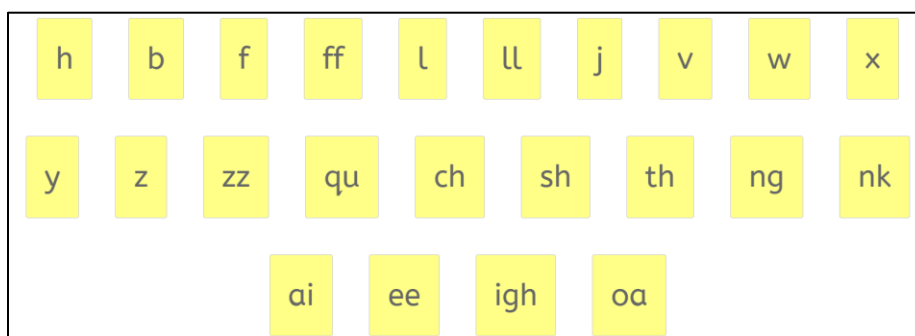 h b f ff l ll j v w x
y z zz qu ch sh th ng nk
ai ee igh oa